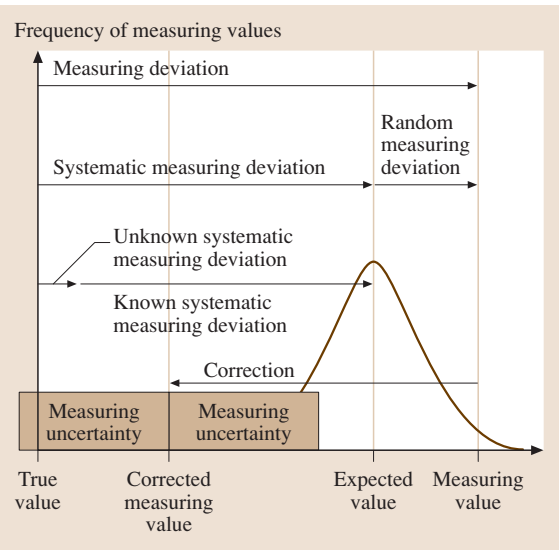 Frequency of measuring values
Measuring deviation
Random
measuring
deviation
Systematic measuring deviation
Unknown systematic
measuring deviation
Known systematic
measuring deviation
Correction
Measuring
uncertainty
Measuring
uncertainty
True
value
Corrected
measuring
value
Expected
value
Measuring
value